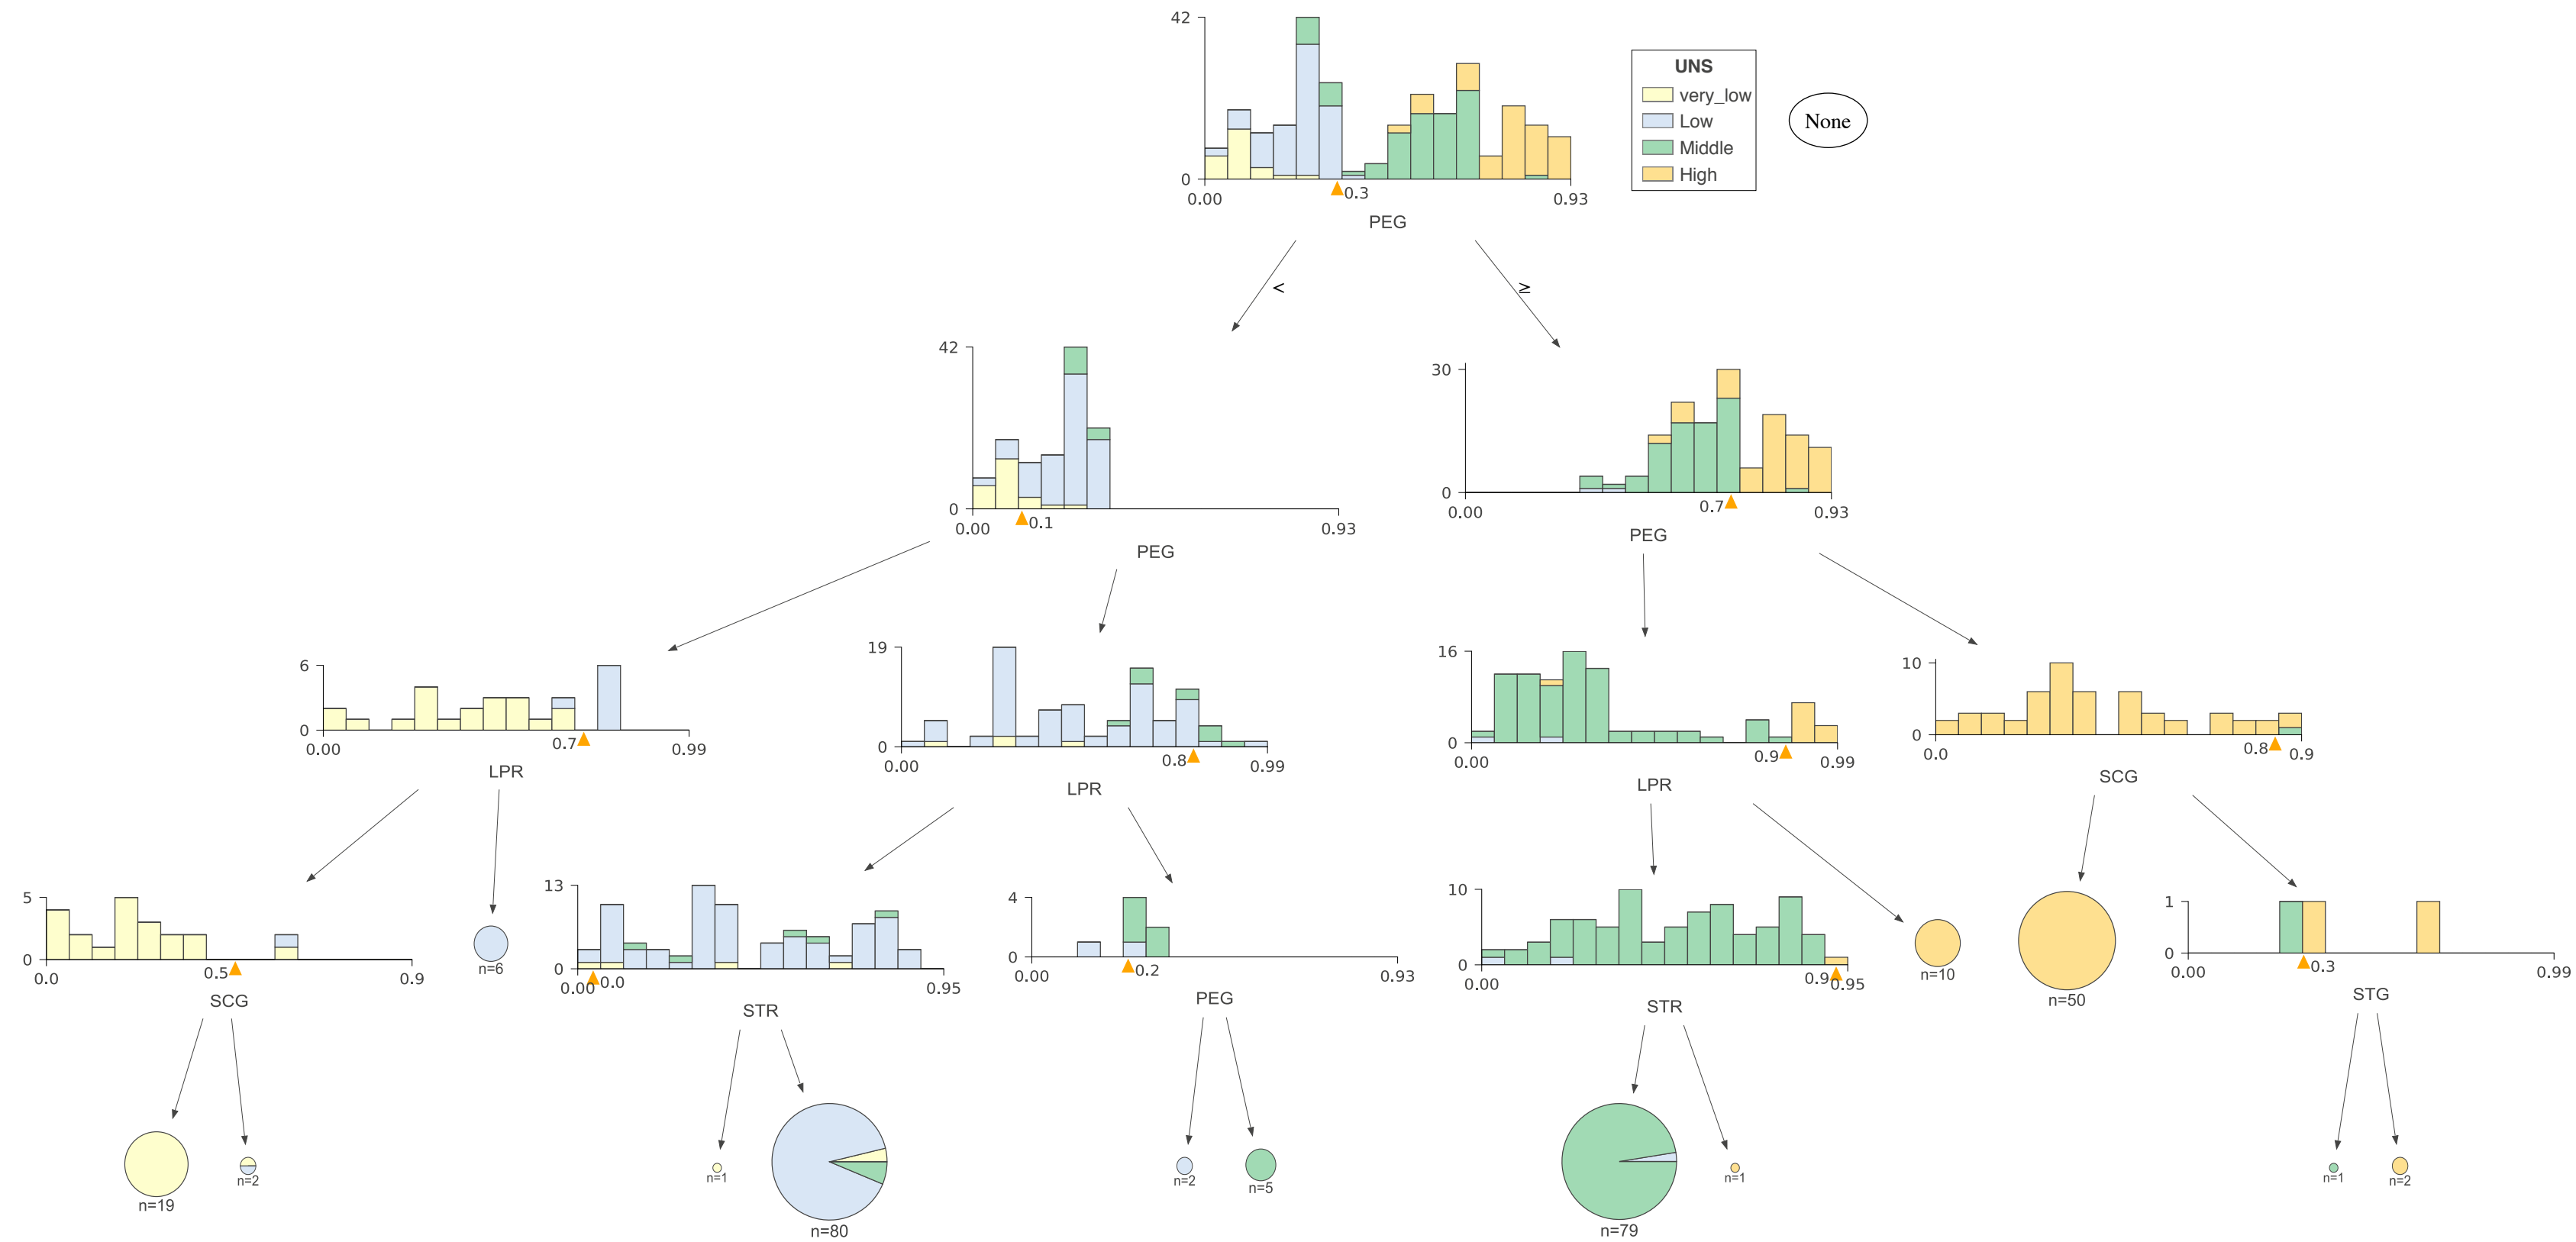 42
0
0.00
0.3
0.93
PEG
UNS
very_low
Low
Middle
High
None
<
≥
42
0
0.00
0.1
0.93
PEG
30
0
0.00
0.7
0.93
PEG
6
0
0.00
0.7
0.99
LPR
19
0
0.00
0.8
0.99
LPR
16
0
0.00
0.9
0.99
LPR
10
0
0.0
0.8
0.9
SCG
5
0
0.0
0.5
0.9
SCG
n=6
13
0
0.00
0.0
0.95
STR
4
0
0.00
0.2
0.93
PEG
10
0
0.00
0.9
0.95
STR
n=10
n=50
1
0
0.00
0.3
0.99
STG
n=19
n=2
n=1
n=80
n=2
n=5
n=79
n=1
n=1
n=2